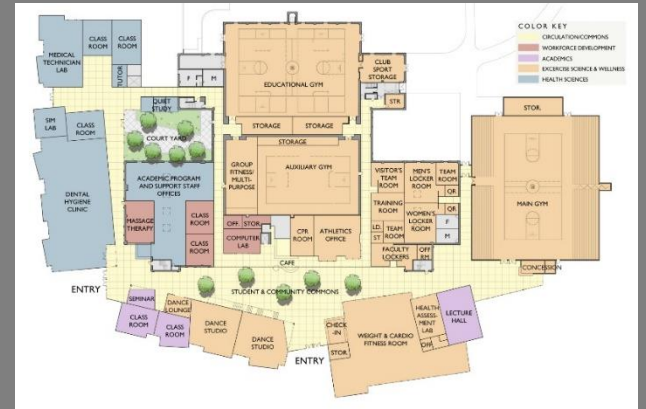 COLOR KEY
CIRCULATION/COMMONS
WORKFORCE DEVELOPMENT
ACADEMICS
EXCERCISE SCIENCE & WELLNESS
HEALTH SCIENCES
MEDICAL
TECHNICIAN
LAB
CLASS
ROOM
CLASS
ROOM
TUTOR
F
M
EDUCATIONAL GYM
CLUB
SPORT
STORAGE
STR
QUIET
STUDY
COURT YARD
SIM
LAB
CLASS
ROOM
STORAGE
STORAGE
STORAGE
GROUP
FITNESS/
MULTI-
PURPOSE
AUXILIARY GYM
STOR.
MAIN GYM
CONCESSION
DENTAL
HYGIENE
CLINIC
ACADEMIC PROGRAM
AND SUPPORT STAFF
OFFICES
MASSAGE
THERAPY
CLASS
ROOM
CLASS
ROOM
OFF
STOR.
COMPUTER
LAB
CPR
ROOM
ATHLETICS
OFFICE
VISITOR'S
TEAM
ROOM
MEN'S
LOCKER
ROOM
TEAM
ROOM
QR
TRAINING
ROOM
WOMEN'S
LOCKER
ROOM
QR
F
M
LD.
ST
TEAM
ROOM
FACULTY
LOCKERS
OFF
RM
CAFE
ENTRY
STUDENT & COMMUNITY COMMONS
SEMINAR
CLASS
ROOM
CLASS
ROOM
DANCE
LOUNGE
DANCE
STUDIO
DANCE
STUDIO
ENTRY
CHECK
-IN
STOR.
WEIGHT & CARDIO
FITNESS ROOM
HEALTH
ASSESS-
MENT
LAB
OFF
LECTURE
HALL